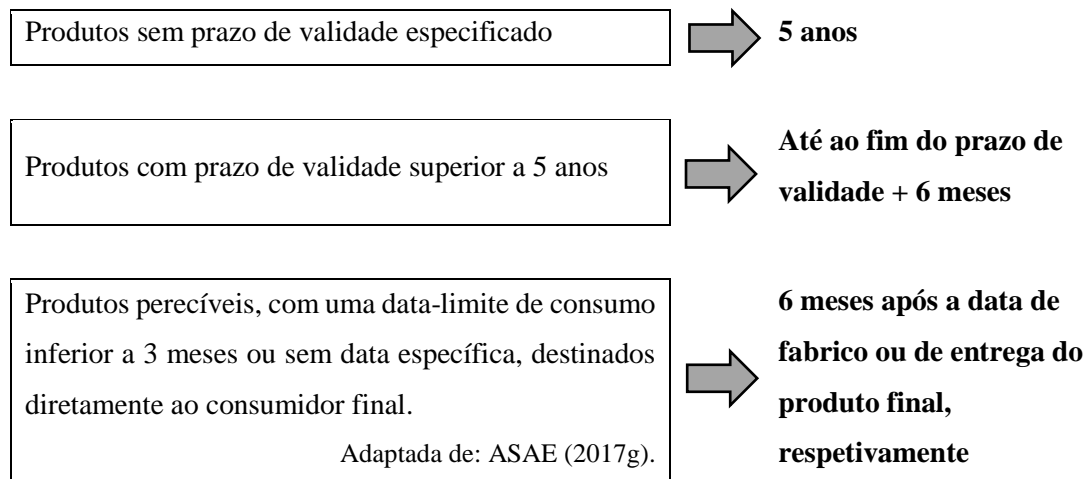 Produtos sem prazo de validade especificado
5 anos
Produtos com prazo de validade superior a 5 anos
Até ao fim do prazo de
validade + 6 meses
Produtos perecíveis, com uma data-limite de consumo
inferior a 3 meses ou sem data específica, destinados
diretamente ao consumidor final.
Adaptada de: ASAE (2017g).
6 meses após a data de
fabrico ou de entrega do
produto final,
respetivamente